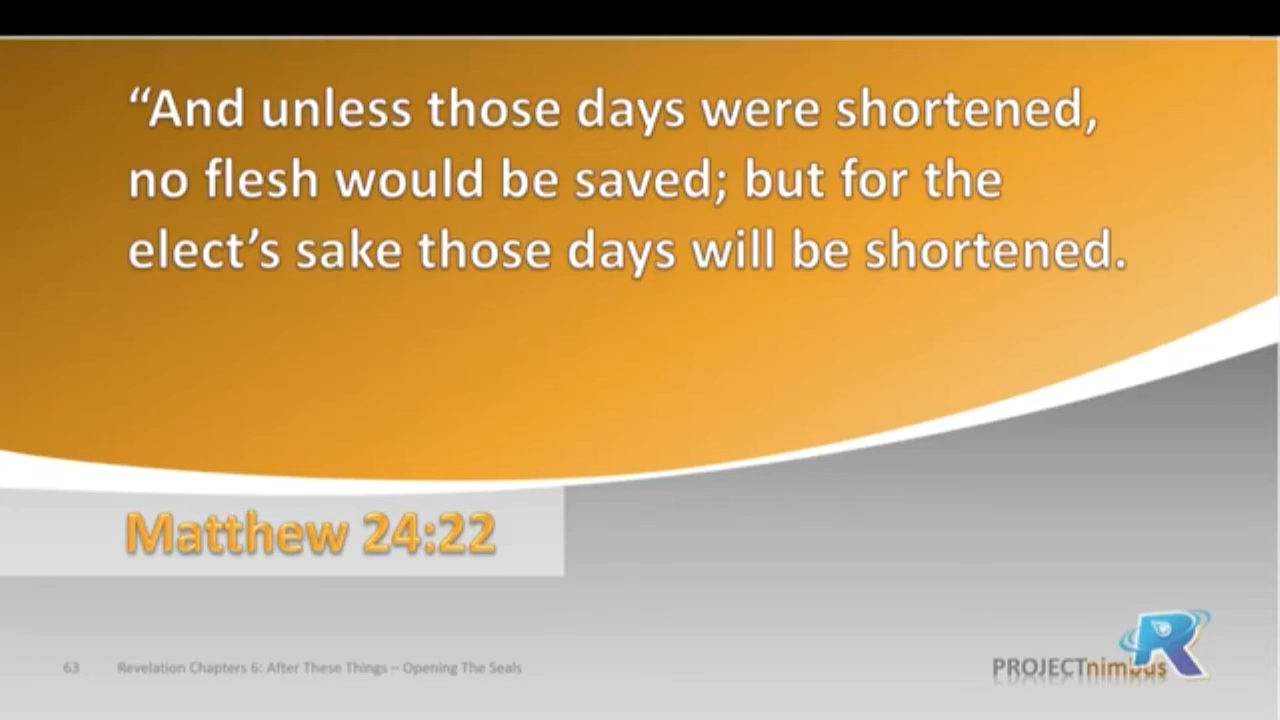 “And unless those days were shortened,
no flesh would be saved; but for the
elect’s sake those days will be shortened.
Matthew 24:22
63 Revelation Chapters 6: After These Things – Opening The Seals
PROJECTnimbus
R